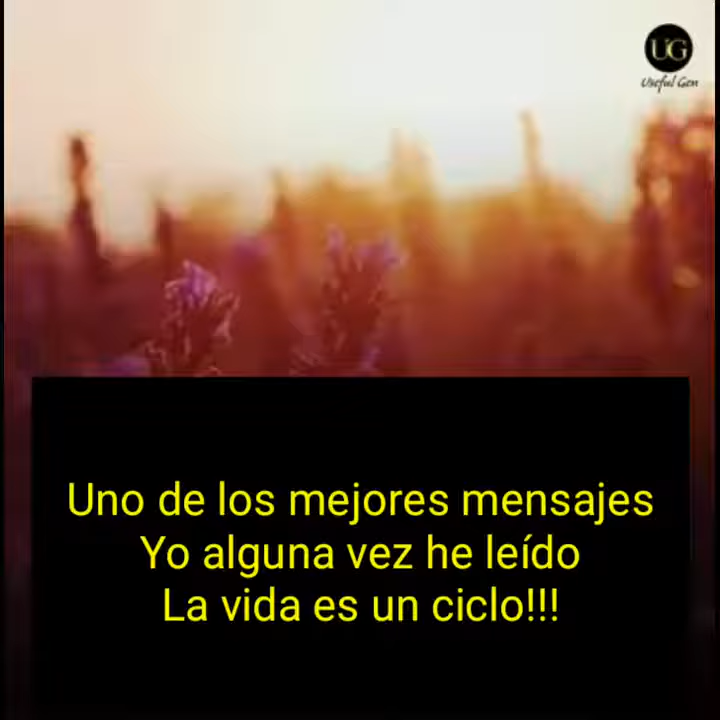 UG
Useful Gen
Uno de los mejores mensajes
Yo alguna vez he leído
La vida es un ciclo!!!